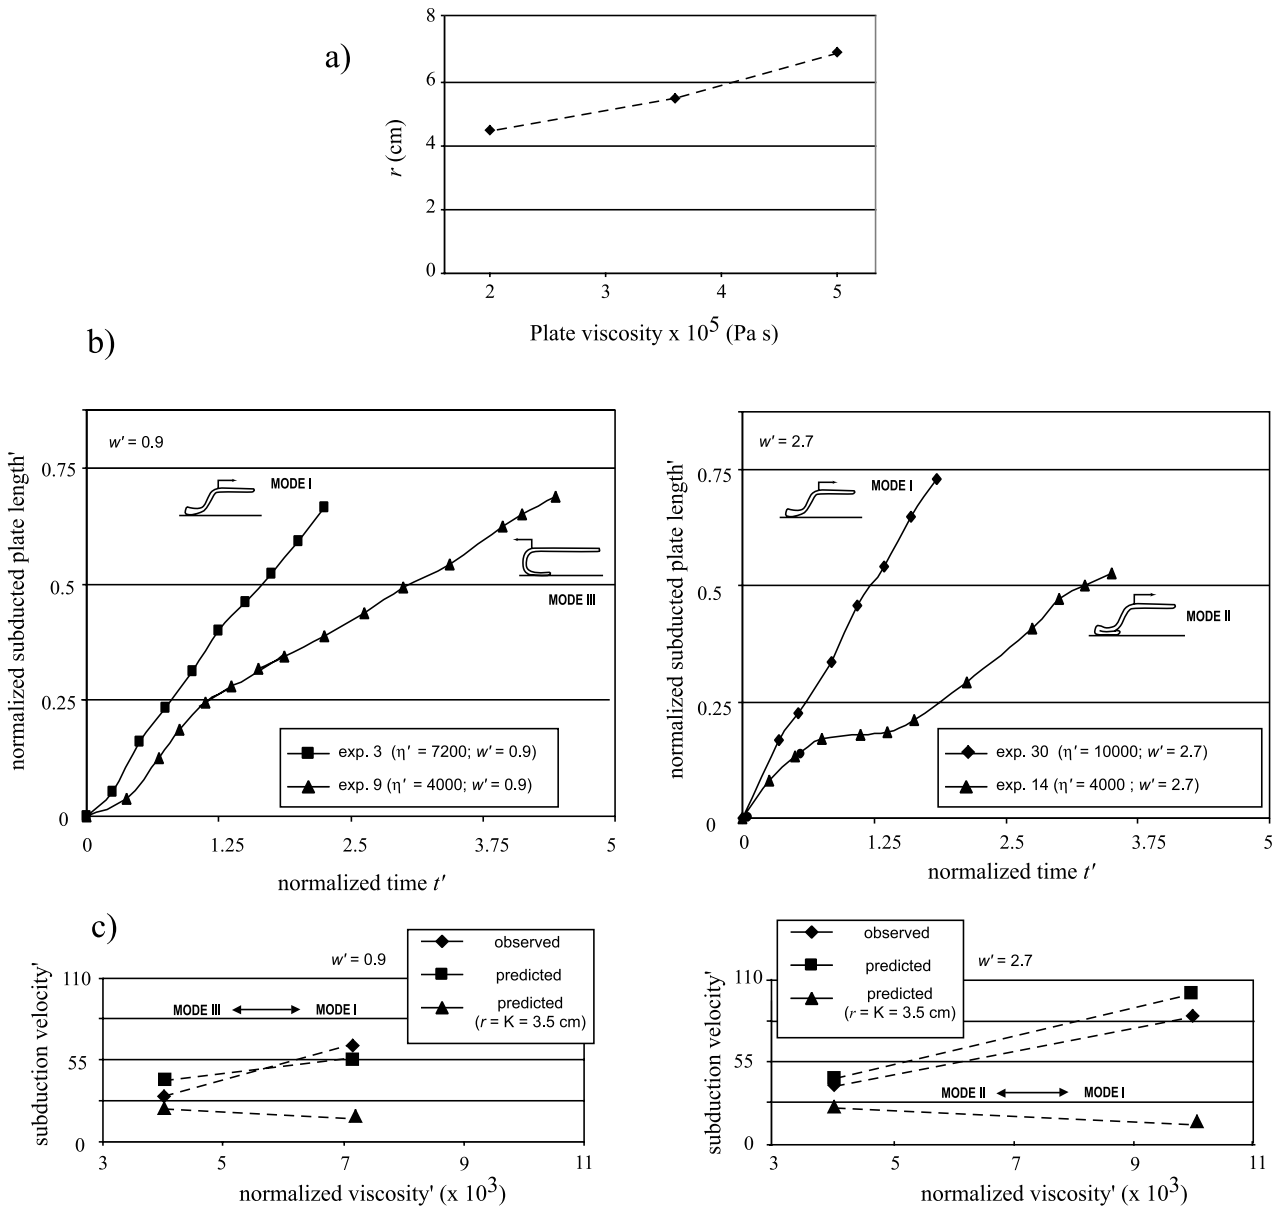 a)
8
6
4
2
0
r (cm)
2 3 4 5
Plate viscosity x 10^5 (Pa s)
b)
w' = 0.9
MODE I
MODE III
0.75
0.5
0.25
0
normalized subducted plate length'
exp. 3 (η' = 7200; w' = 0.9)
exp. 9 (η' = 4000; w' = 0.9)
0 1.25 2.5 3.75 5
normalized time t'
w' = 2.7
MODE I
MODE II
0.75
0.5
0.25
0
normalized subducted plate length'
exp. 30 (η' = 10000; w' = 2.7)
exp. 14 (η' = 4000 ; w' = 2.7)
0 1.25 2.5 3.75 5
normalized time t'
c)
observed
predicted
predicted
(r = K = 3.5 cm)
w' = 0.9
110
55
0
subduction velocity'
MODE III MODE I
3 5 7 9 11
normalized viscosity' (x 10^3)
observed
predicted
predicted
(r = K = 3.5 cm)
w' = 2.7
110
55
0
subduction velocity'
MODE II MODE I
3 5 7 9 11
normalized viscosity' (x 10^3)